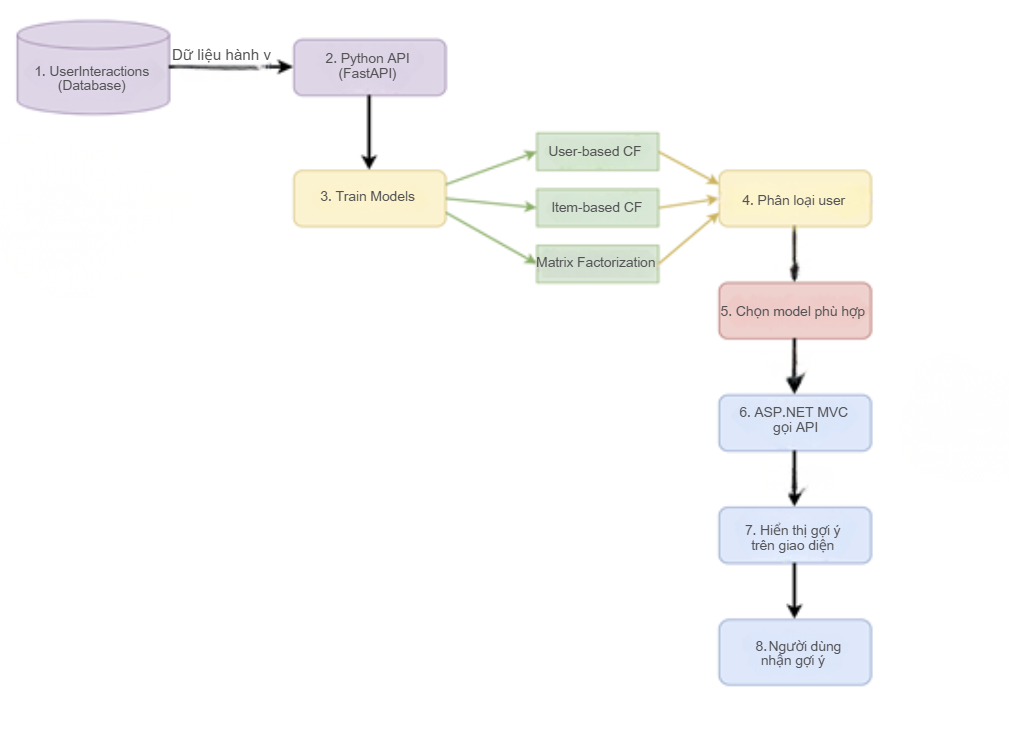 Dữ liệu hành v
1. UserInteractions
(Database)
2. Python API
(FastAPI)
3. Train Models
User-based CF
Item-based CF
Matrix Factorization
4. Phân loại user
5. Chọn model phù hợp
6. ASP.NET MVC
gọi API
7. Hiển thị gợi ý
trên giao diện
8.Người dùng
nhận gợi ý